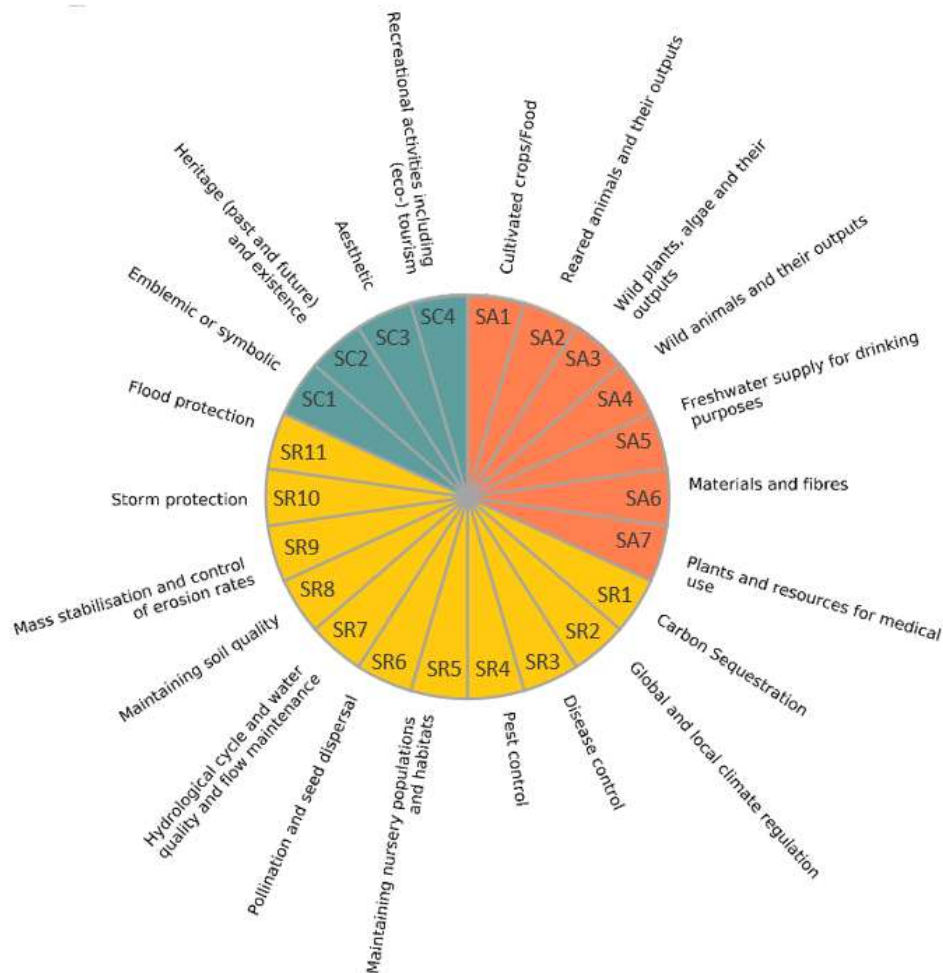 Recreational activities including
(eco-) tourism
Cultivated crops/Food
Reared animals and their outputs
Wild plants, algae and their
outputs
Wild animals and their outputs
Freshwater supply for drinking
purposes
Materials and fibres
Plants and resources for medical
use
Carbon Sequestration
Global and local climate regulation
Disease control
Pest control
Maintaining nursery populations
and habitats
Pollination and seed dispersal
Hydrological cycle and water
quality and flow maintenance
Maintaining soil quality
Mass stabilisation and control
of erosion rates
Storm protection
Flood protection
Emblemic or symbolic
Heritage (past and future)
and existence
Aesthetic
SC4
SA1
SA2
SA3
SA4
SA5
SA6
SA7
SR1
SR2
SR3
SR4
SR5
SR6
SR7
SR8
SR9
SR10
SR11
SC1
SC2
SC3